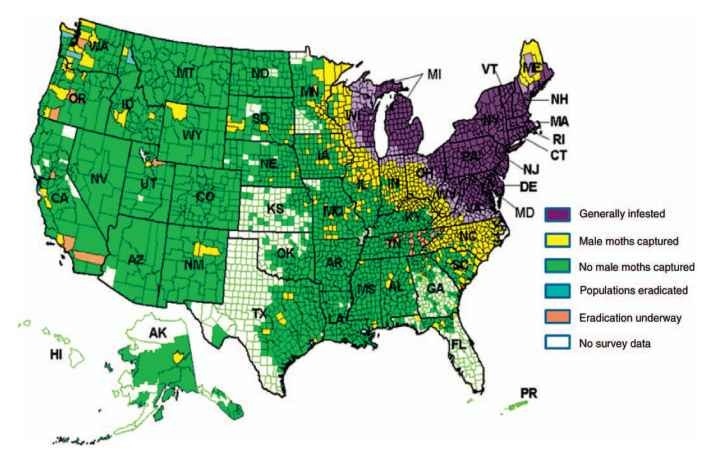 WA
MT
ND
MN
MI
VT
ME
OR
ID
WY
SD
WI
NH
NY
MA
RI
CT
IA
NE
PA
NJ
DE
MD
NV
UT
CO
CA
KS
MO
IL
IN
OH
WV
VA
KY
AZ
NM
OK
AR
TN
NC
SC
MS
AL
GA
TX
LA
FL
AK
HI
PR
Generally infested
Male moths captured
No male moths captured
Populations eradicated
Eradication underway
No survey data